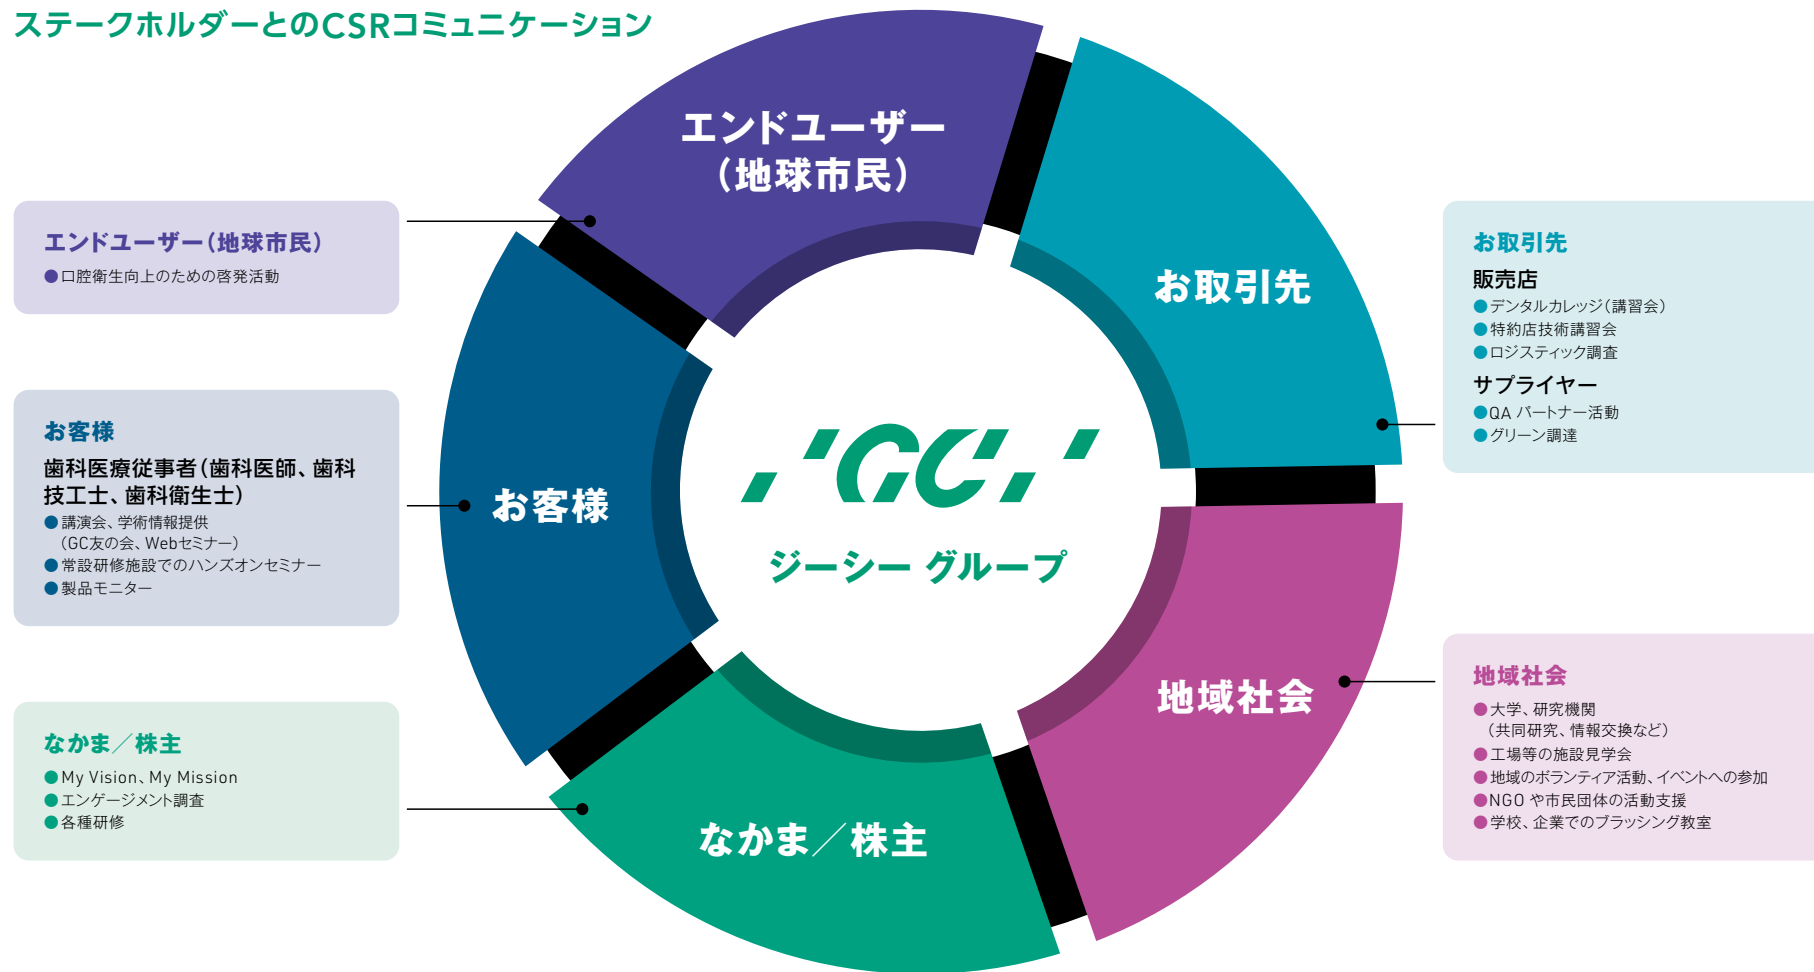 ステークホルダーとのCSRコミュニケーション
エンドユーザー
（地球市民）
お取引先
お客様
地域社会
なかま／株主
GC
ジーシー グループ
エンドユーザー（地球市民）
●口腔衛生向上のための啓発活動
お客様
歯科医療従事者（歯科医師、歯科
技工士、歯科衛生士）
●講演会、学術情報提供
（GC友の会、Webセミナー）
●常設研修施設でのハンズオンセミナー
●製品モニター
なかま／株主
●My Vision、My Mission
●エンゲージメント調査
●各種研修
お取引先
販売店
●デンタルカレッジ（講習会）
●特約店技術講習会
●ロジスティック調査
サプライヤー
●QA パートナー活動
●グリーン調達
地域社会
●大学、研究機関
（共同研究、情報交換など）
●工場等の施設見学会
●地域のボランティア活動、イベントへの参加
●NGO や市民団体の活動支援
●学校、企業でのブラッシング教室